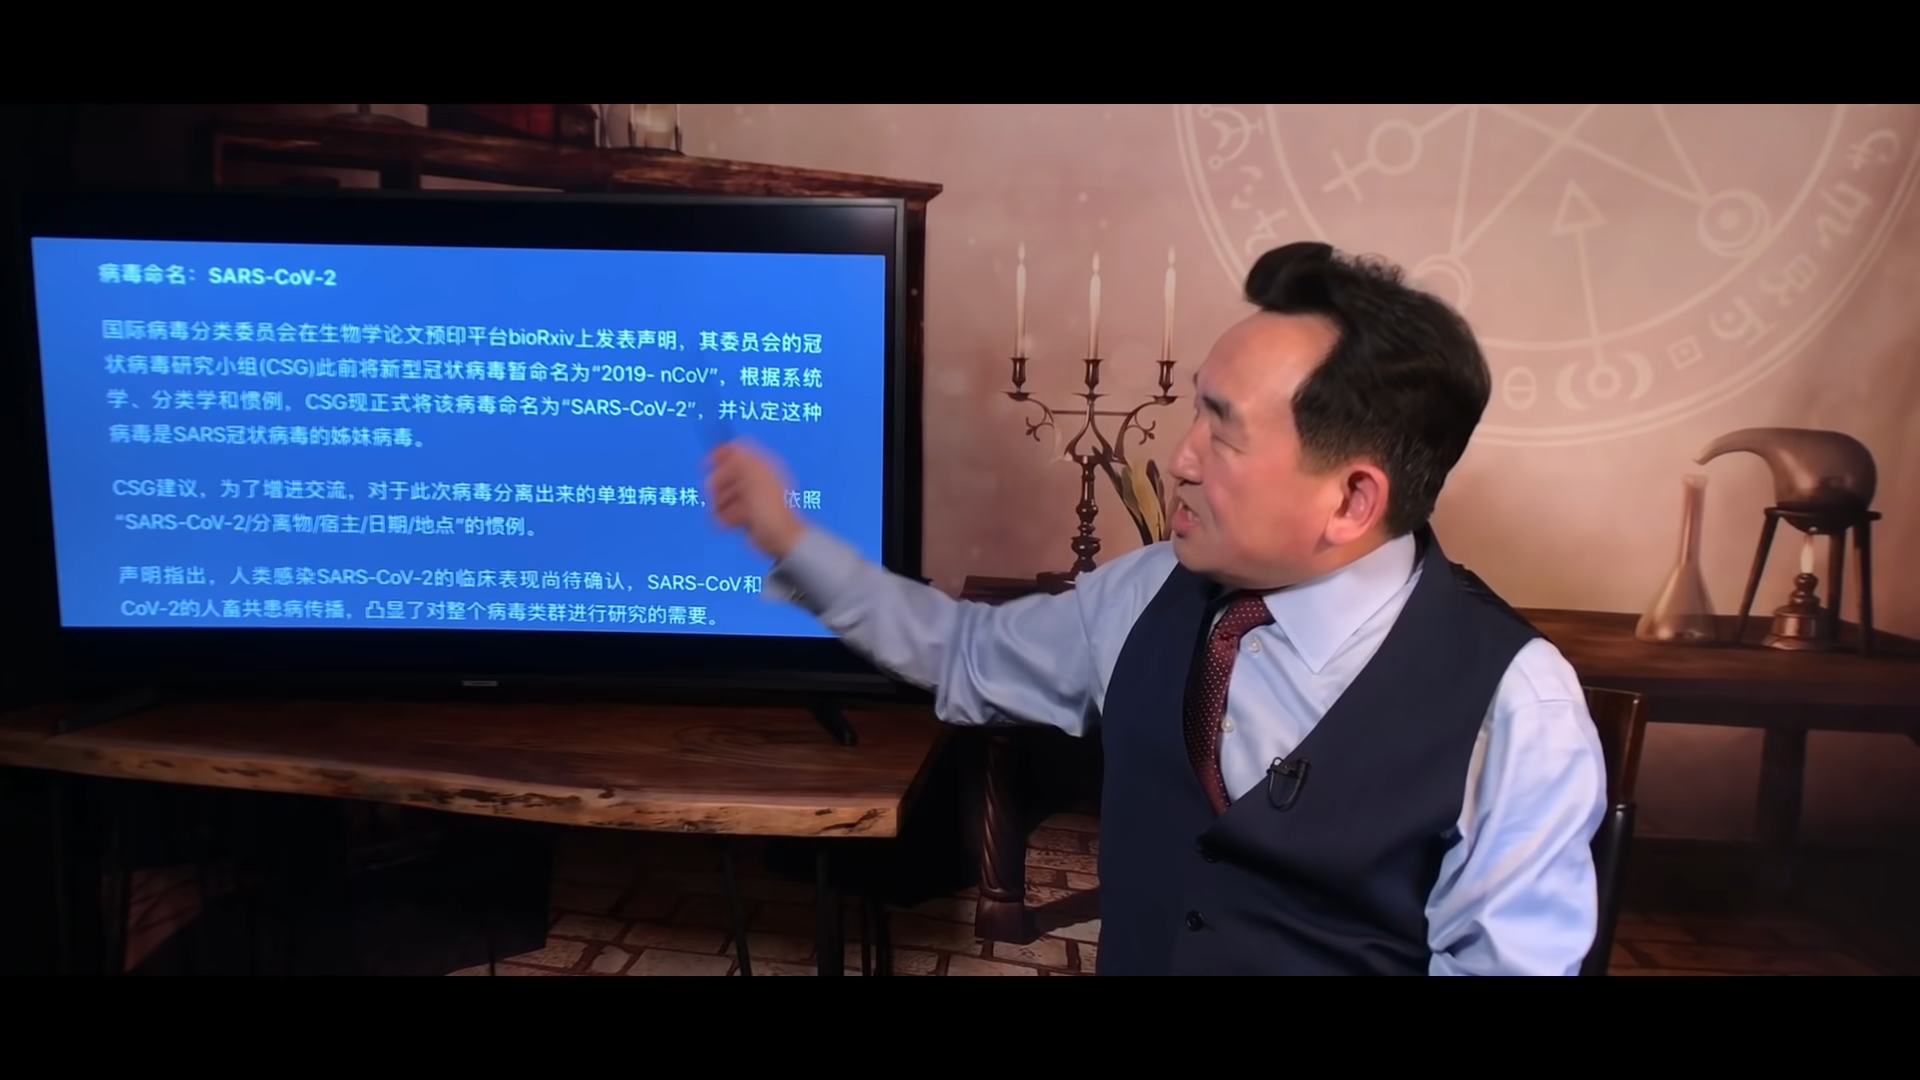 病毒命名：SARS-CoV-2
国际病毒分类委员会在生物学论文预印平台bioRxiv上发表声明，其委员会的冠
状病毒研究小组(CSG)此前将新型冠状病毒暂命名为“2019- nCoV”，根据系统
学、分类学和惯例，CSG现正式将该病毒命名为“SARS-CoV-2”，并认定这种
病毒是SARS冠状病毒的姊妹病毒。
CSG建议，为了增进交流，对于此次病毒分离出来的单独病毒株，依照
“SARS-CoV-2/分离物/宿主/日期/地点”的惯例。
声明指出，人类感染SARS-CoV-2的临床表现尚待确认，SARS-CoV和
CoV-2的人畜共患病传播，凸显了对整个病毒类群进行研究的需要。